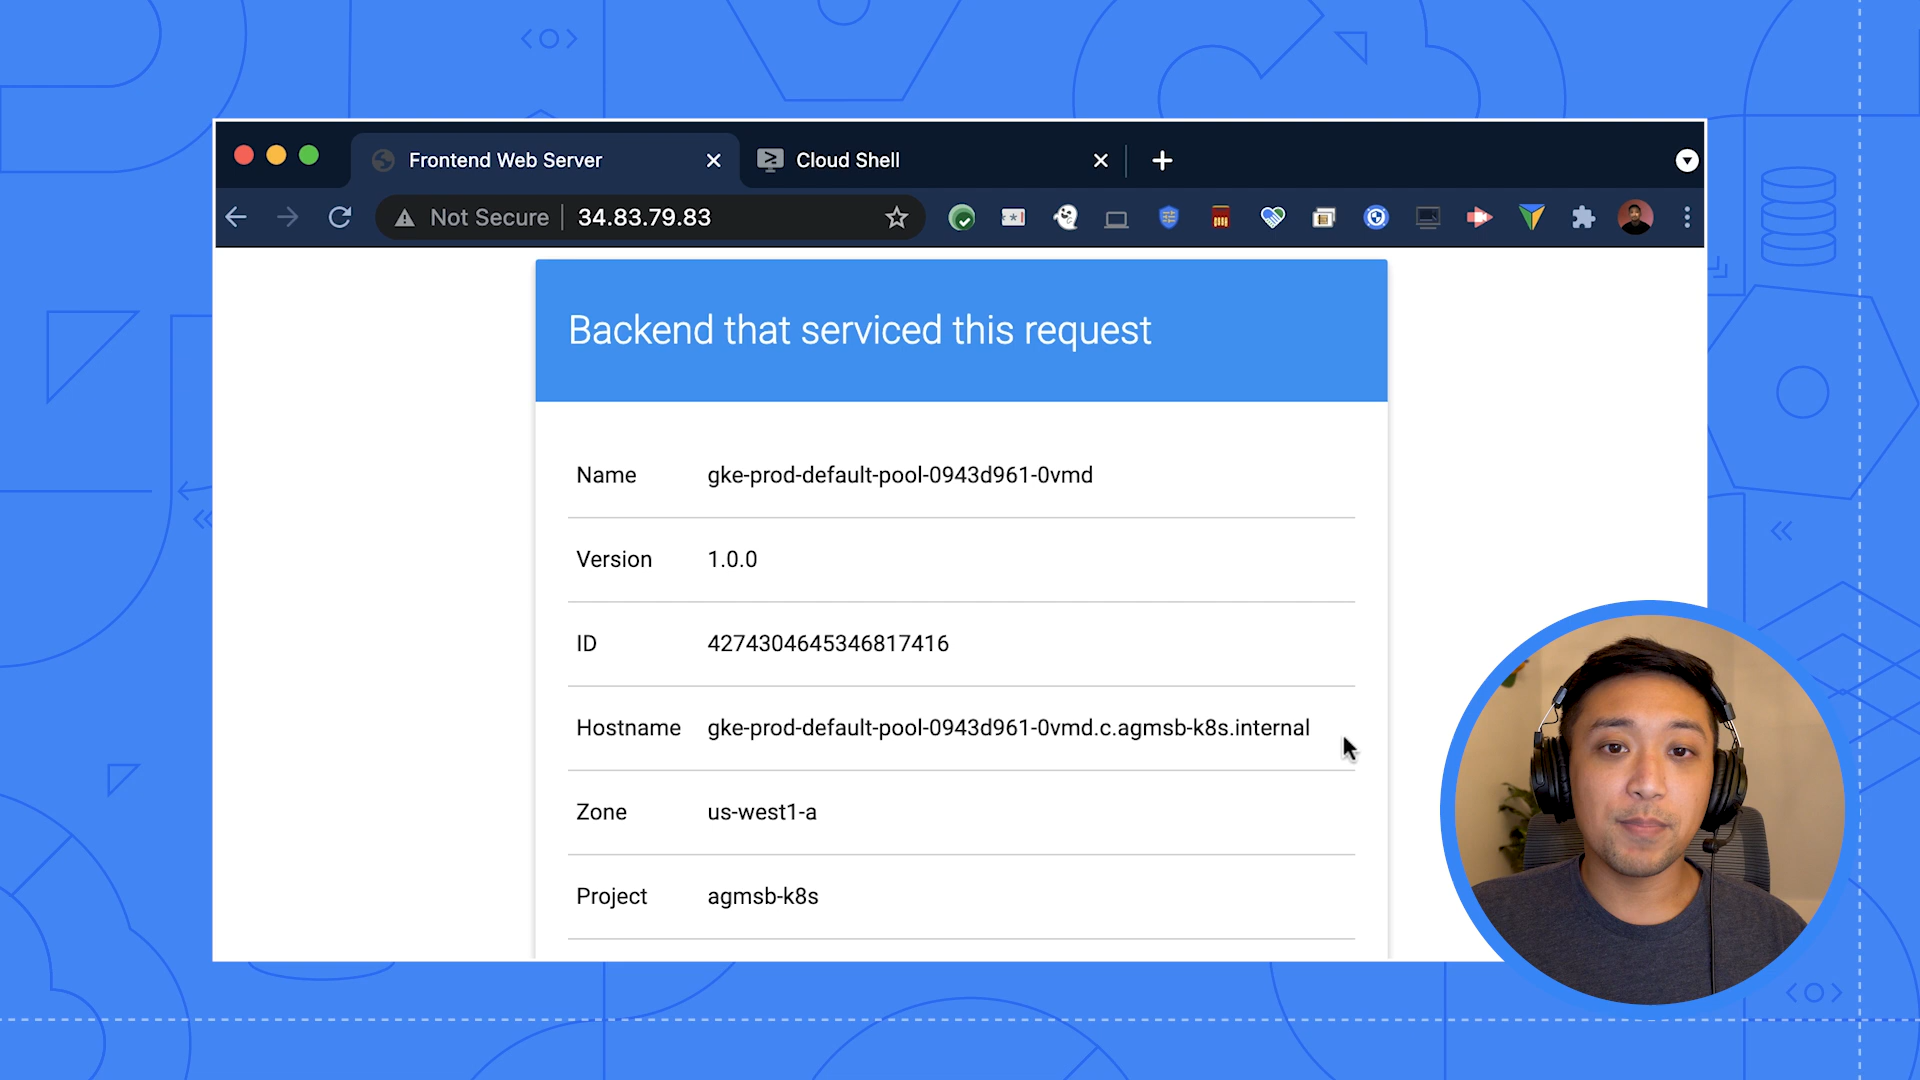 Frontend Web Server
Cloud Shell
Not Secure
34.83.79.83
Backend that serviced this request
Name gke-prod-default-pool-0943d961-0vmd
Version 1.0.0
ID 4274304645346817416
Hostname gke-prod-default-pool-0943d961-0vmd.c.agmsb-k8s.internal
Zone us-west1-a
Project agmsb-k8s